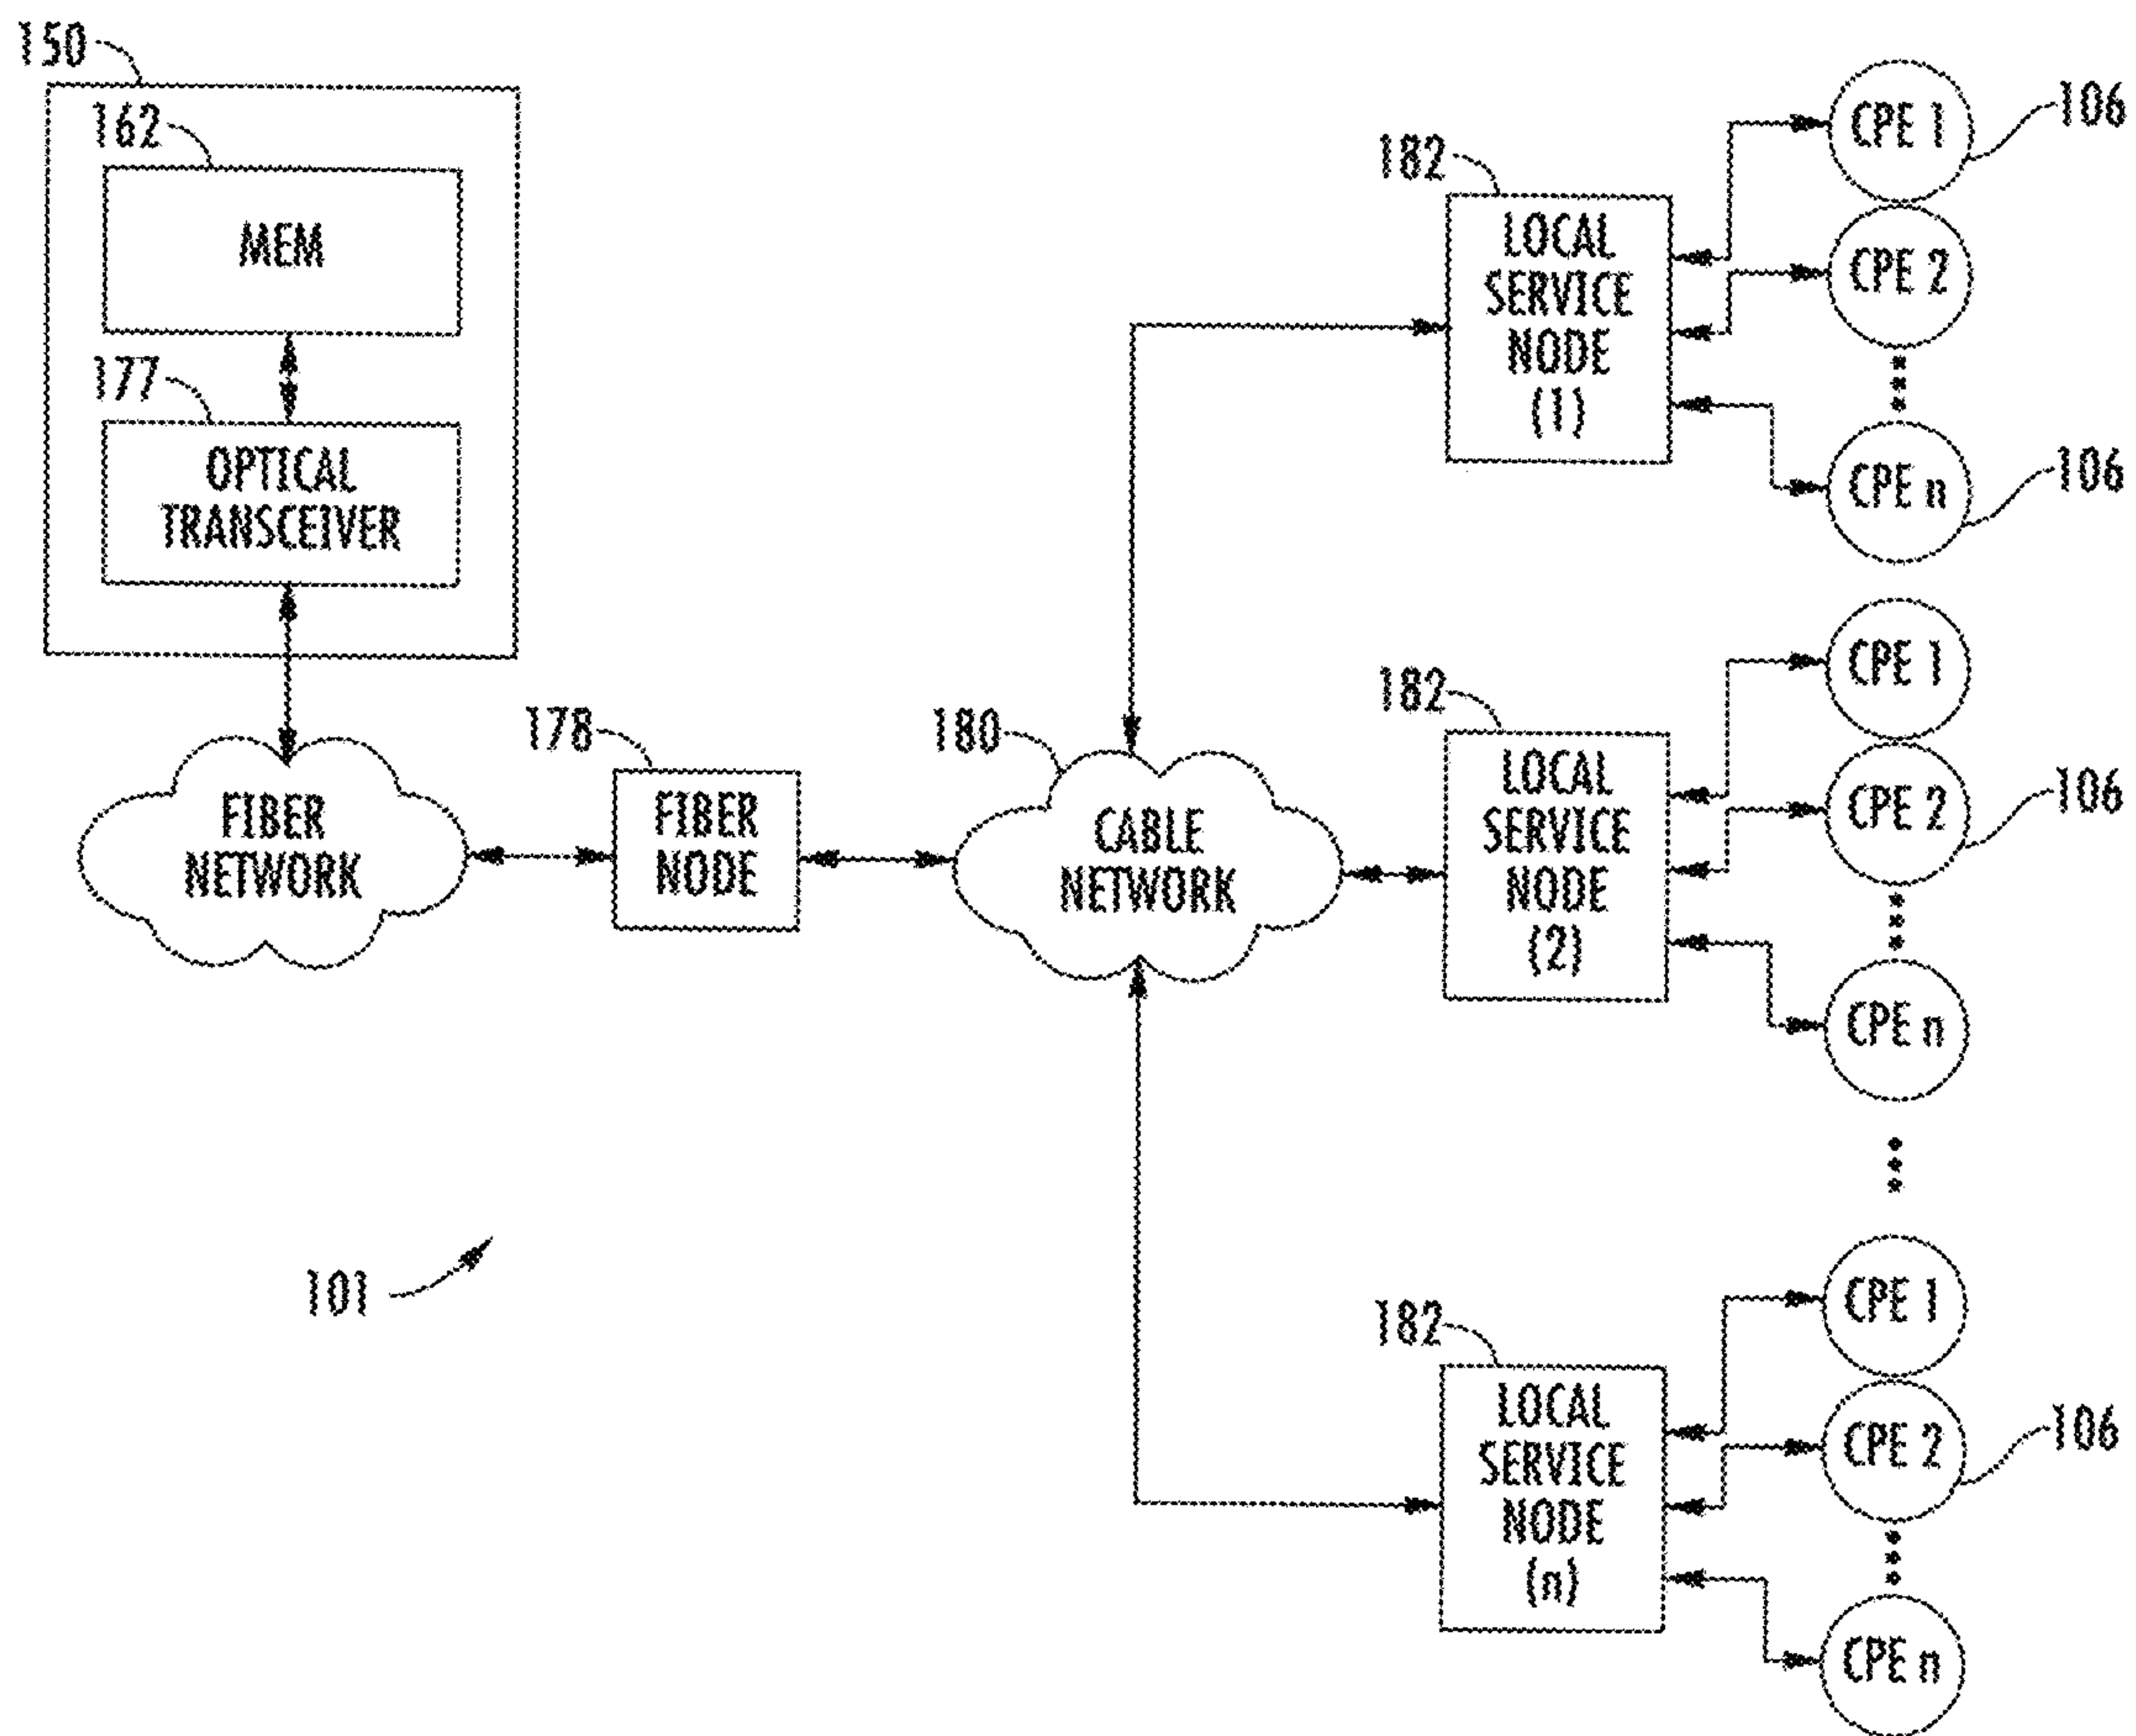 150
162
MEM
177
OPTICAL
TRANSCEIVER
FIBER
NETWORK
178
FIBER
NODE
180
CABLE
NETWORK
101
182
LOCAL
SERVICE
NODE
(1)
CPE 1
106
CPE 2
CPE n
106
182
LOCAL
SERVICE
NODE
(2)
CPE 1
CPE 2
106
CPE n
182
LOCAL
SERVICE
NODE
(n)
CPE 1
CPE 2
106
CPE n